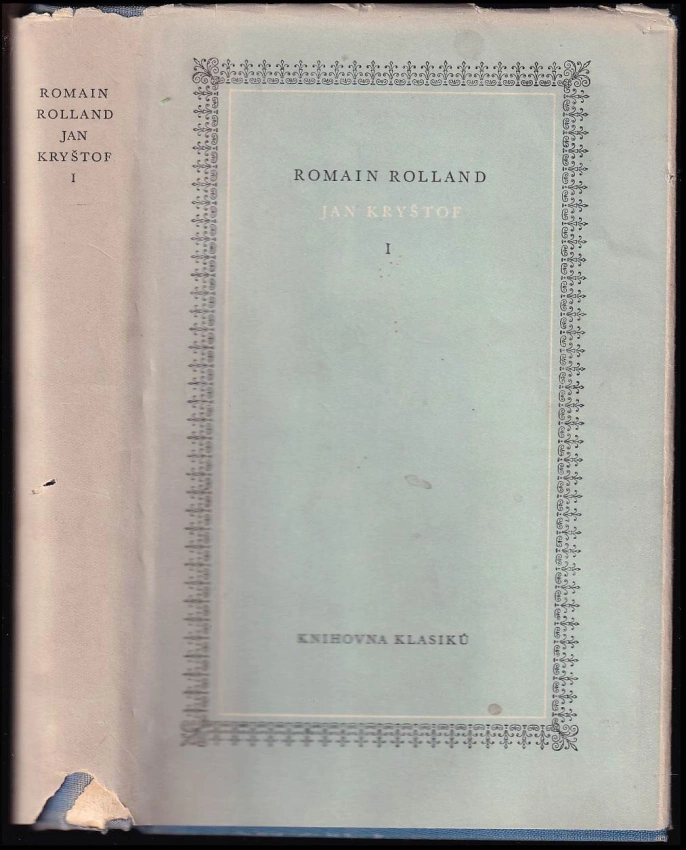 ROMAIN
ROLLAND
JAN
KRYŠTOF
I
ROMAIN ROLLAND
JAN KRYŠTOF
I
KNIHOVNA KLASIKŮ